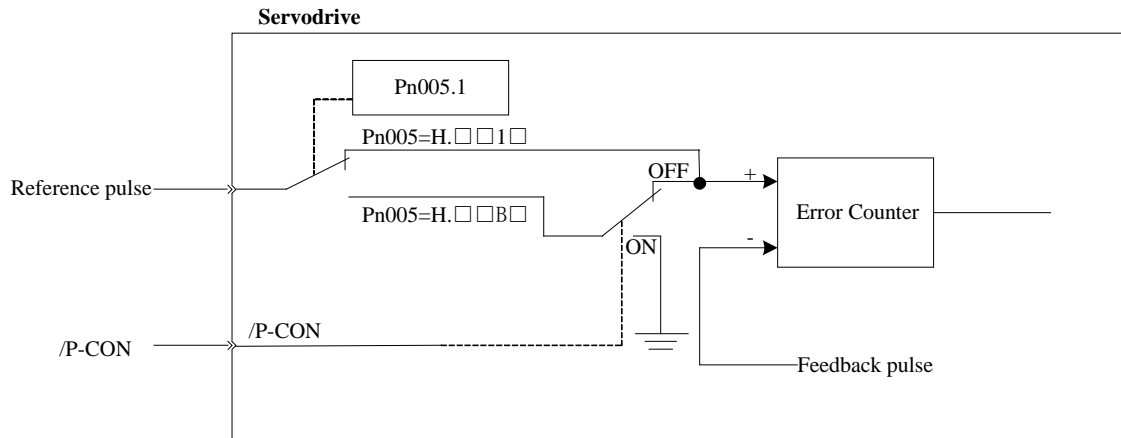 Servodrive
Pn005.1
Pn005=H.□□1□
OFF
+
Reference pulse
Pn005=H.□□B□
Error Counter
ON
-
/P-CON
/P-CON
Feedback pulse